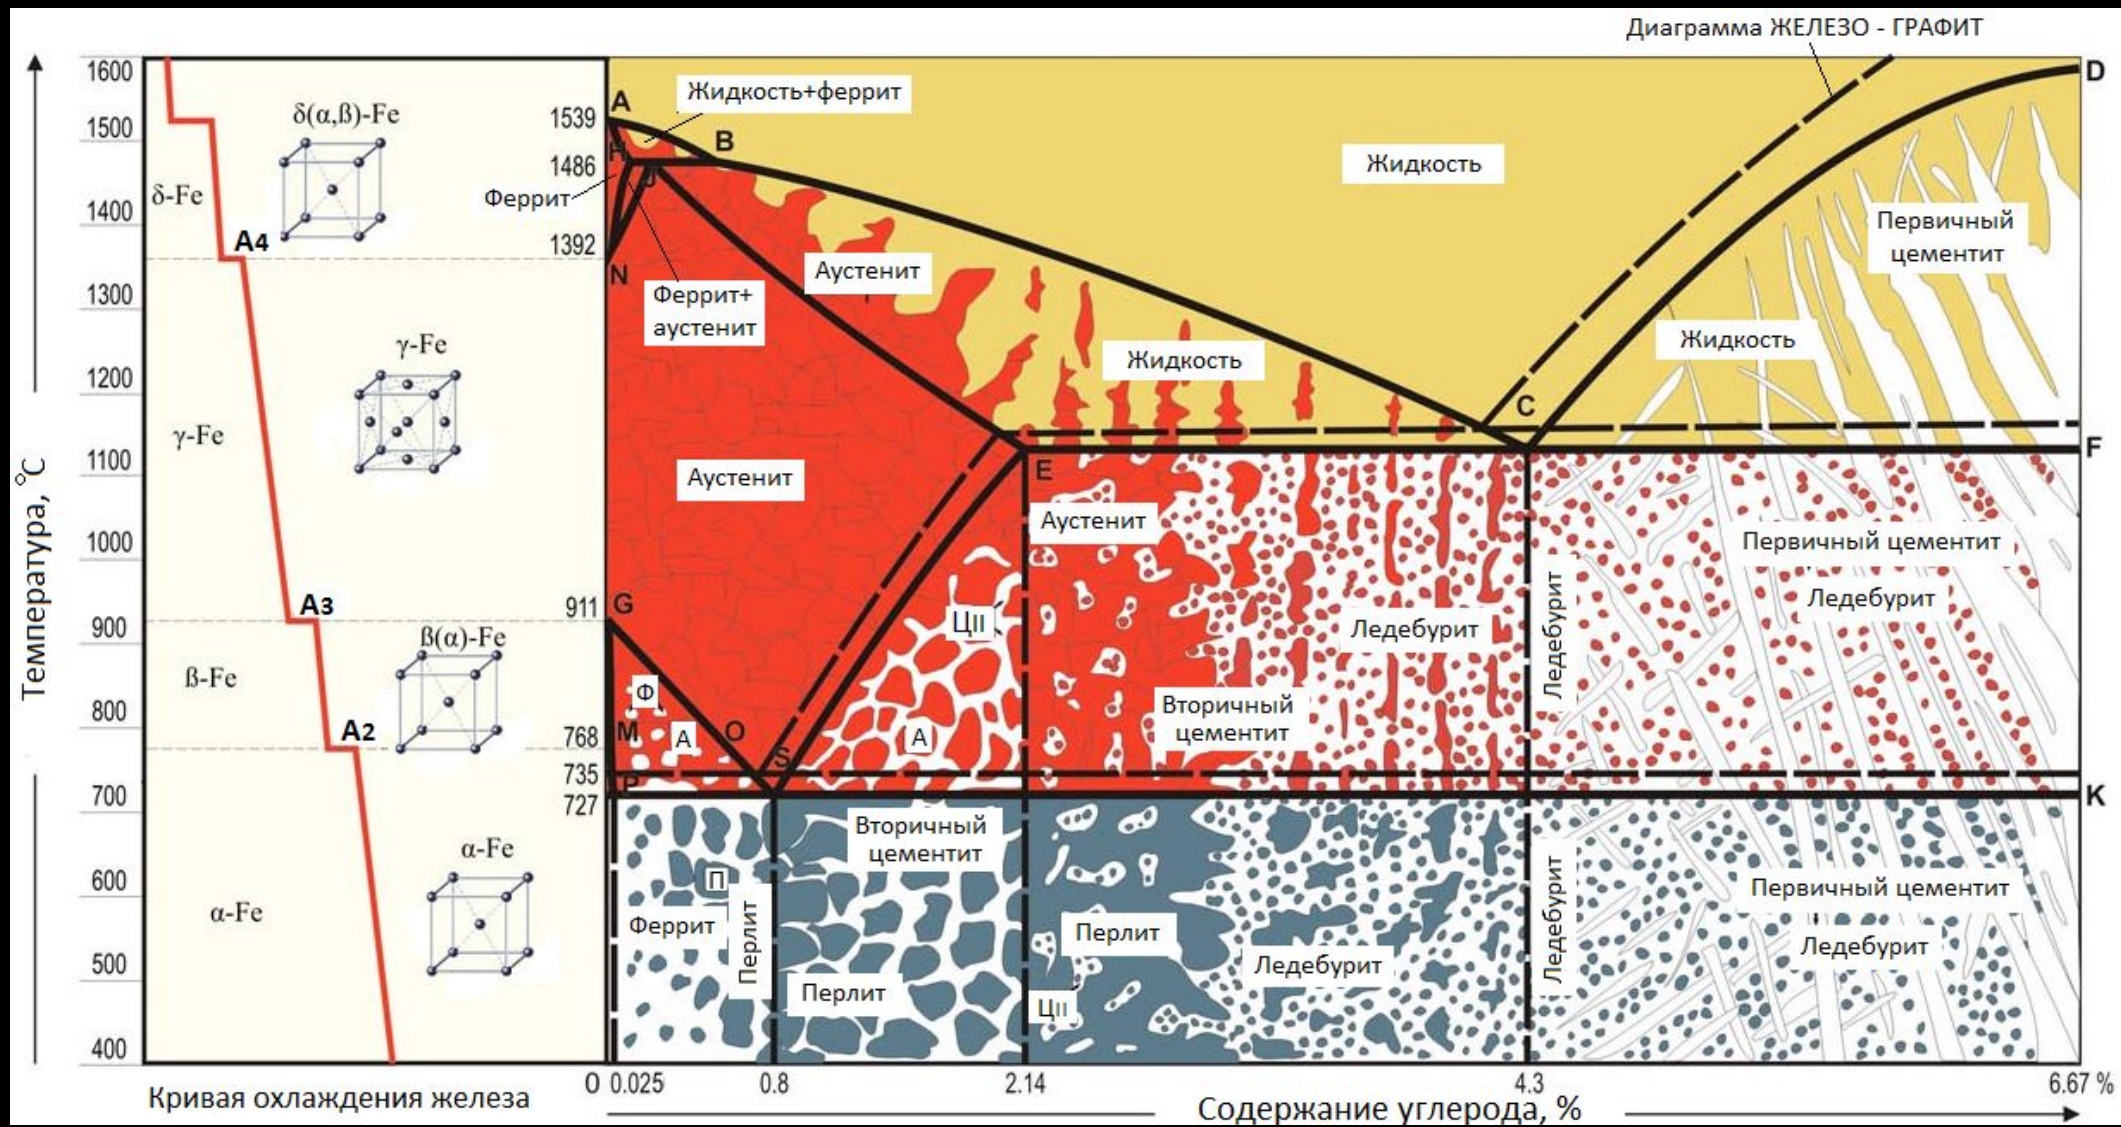 Диаграмма ЖЕЛЕЗО - ГРАФИТ
1600
1500
1400
1300
1200
1100
1000
900
800
700
600
500
400
Температура, °С
δ(α,ß)-Fe
δ-Fe
A4
γ-Fe
γ-Fe
A3
ß(α)-Fe
ß-Fe
A2
α-Fe
α-Fe
Кривая охлаждения железа
1539
1486
1392
911
768
735
727
A
Жидкость+феррит
B
H
J
Феррит
N
Феррит+
аустенит
Аустенит
Жидкость
D
Первичный
цементит
Жидкость
Жидкость
C
F
E
Аустенит
Аустенит
G
ЦII
Ф
M
А
O
S
P
А
Вторичный
цементит
Ледебурит
Ледебурит
Первичный цементит
Ледебурит
K
Вторичный
цементит
П
Феррит
Перлит
Перлит
Перлит
ЦII
Ледебурит
Ледебурит
Первичный цементит
Ледебурит
0 0.025 0.8 2.14 4.3 6.67 %
Содержание углерода, %